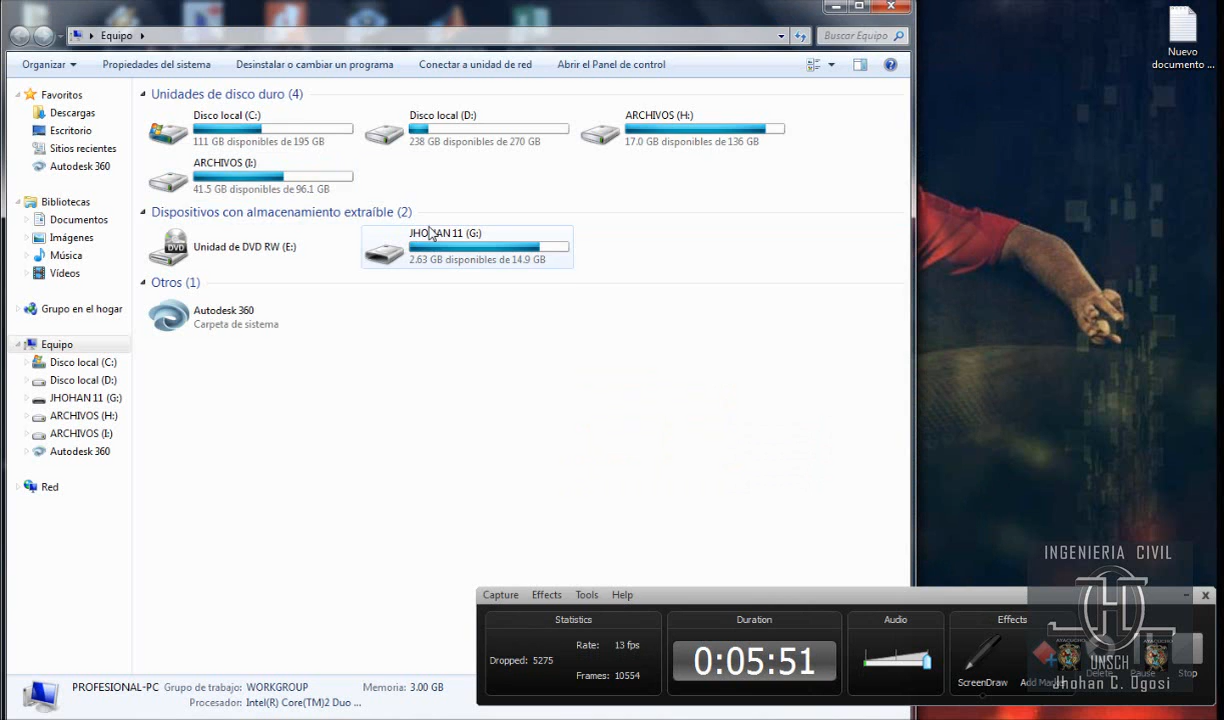 Equipo
Buscar Equipo
Nuevo
documento ...
Organizar
Propiedades del sistema
Desinstalar o cambiar un programa
Conectar a unidad de red
Abrir el Panel de control
Favoritos
Descargas
Escritorio
Sitios recientes
Autodesk 360
Bibliotecas
Documentos
Imágenes
Música
Vídeos
Grupo en el hogar
Equipo
Disco local (C:)
Disco local (D:)
JHOHAN 11 (G:)
ARCHIVOS (H:)
ARCHIVOS (I:)
Autodesk 360
Red
Unidades de disco duro (4)
Disco local (C:)
111 GB disponibles de 195 GB
Disco local (D:)
238 GB disponibles de 270 GB
ARCHIVOS (H:)
17.0 GB disponibles de 136 GB
ARCHIVOS (I:)
41.5 GB disponibles de 96.1 GB
Dispositivos con almacenamiento extraíble (2)
Unidad de DVD RW (E:)
JHOHAN 11 (G:)
2.63 GB disponibles de 14.9 GB
Otros (1)
Autodesk 360
Carpeta de sistema
PROFESIONAL-PC
Grupo de trabajo: WORKGROUP
Memoria: 3.00 GB
Procesador: Intel(R) Core(TM)2 Duo ...
Capture
Effects
Tools
Help
Statistics
Rate: 13 fps
Dropped: 5275
Frames: 10554
Duration
0:05:51
Audio
Effects
ScreenDraw
Delete
Pause
Stop
INGENIERIA CIVIL
UNSCH
Jhohan C. Ogosi